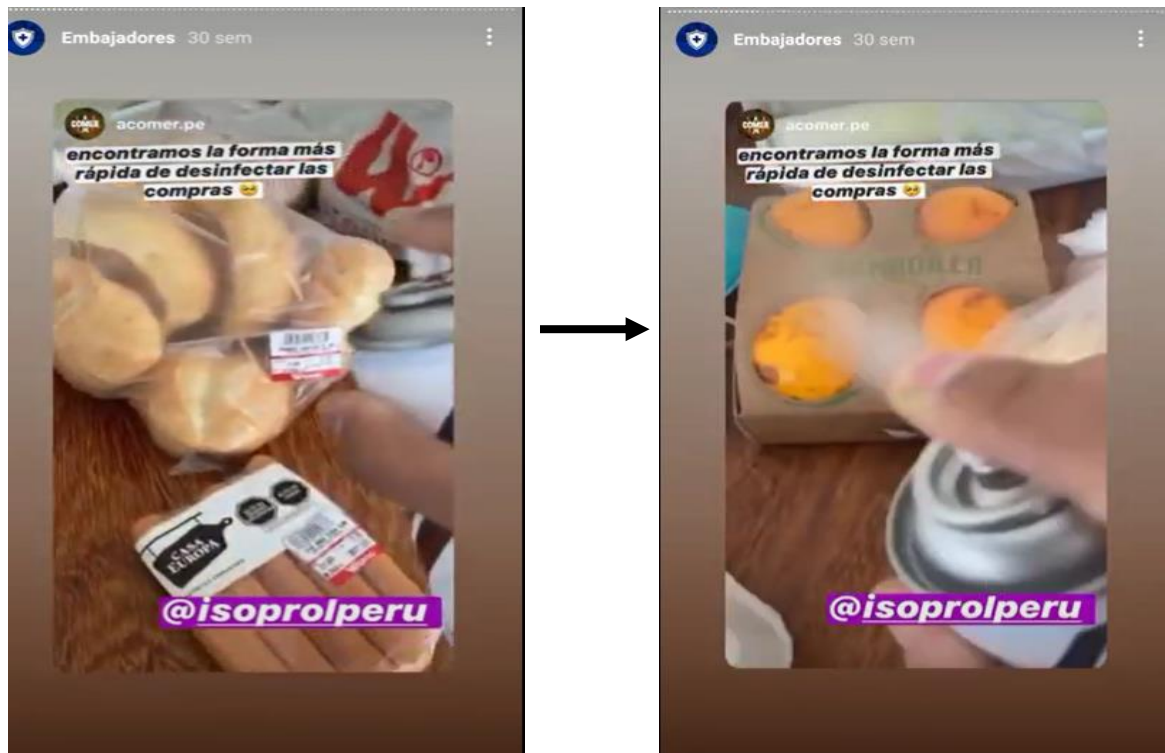 Embajadores 30 sem
acomer.pe
encontramos la forma más
rápida de desinfectar las
compras 🥺
CASA
EUROPA
@isoprolperu
Embajadores 30 sem
acomer.pe
encontramos la forma más
rápida de desinfectar las
compras 🥺
@isoprolperu